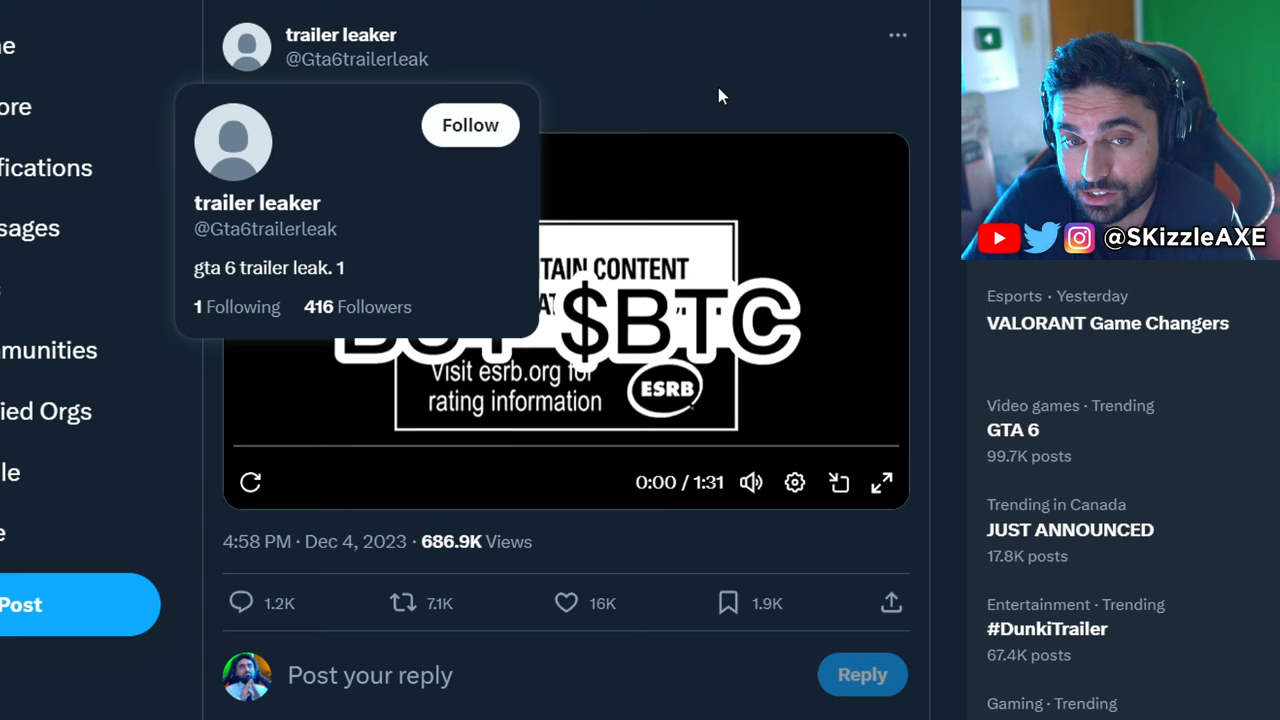 trailer leaker
@Gta6trailerleak
Follow
trailer leaker
@Gta6trailerleak
gta 6 trailer leak. 1
1 Following 416 Followers
TAIN CONTENT
$BTC
Visit esrb.org for
rating information
ESRB
0:00 / 1:31
4:58 PM · Dec 4, 2023 · 686.9K Views
1.2K
7.1K
16K
1.9K
Post your reply
Reply
e
ore
fications
sages
s
munities
ied Orgs
le
e
Post
@SKizzleAXE
Esports · Yesterday
VALORANT Game Changers
Video games · Trending
GTA 6
99.7K posts
Trending in Canada
JUST ANNOUNCED
17.8K posts
Entertainment · Trending
#DunkiTrailer
67.4K posts
Gaming · Trending